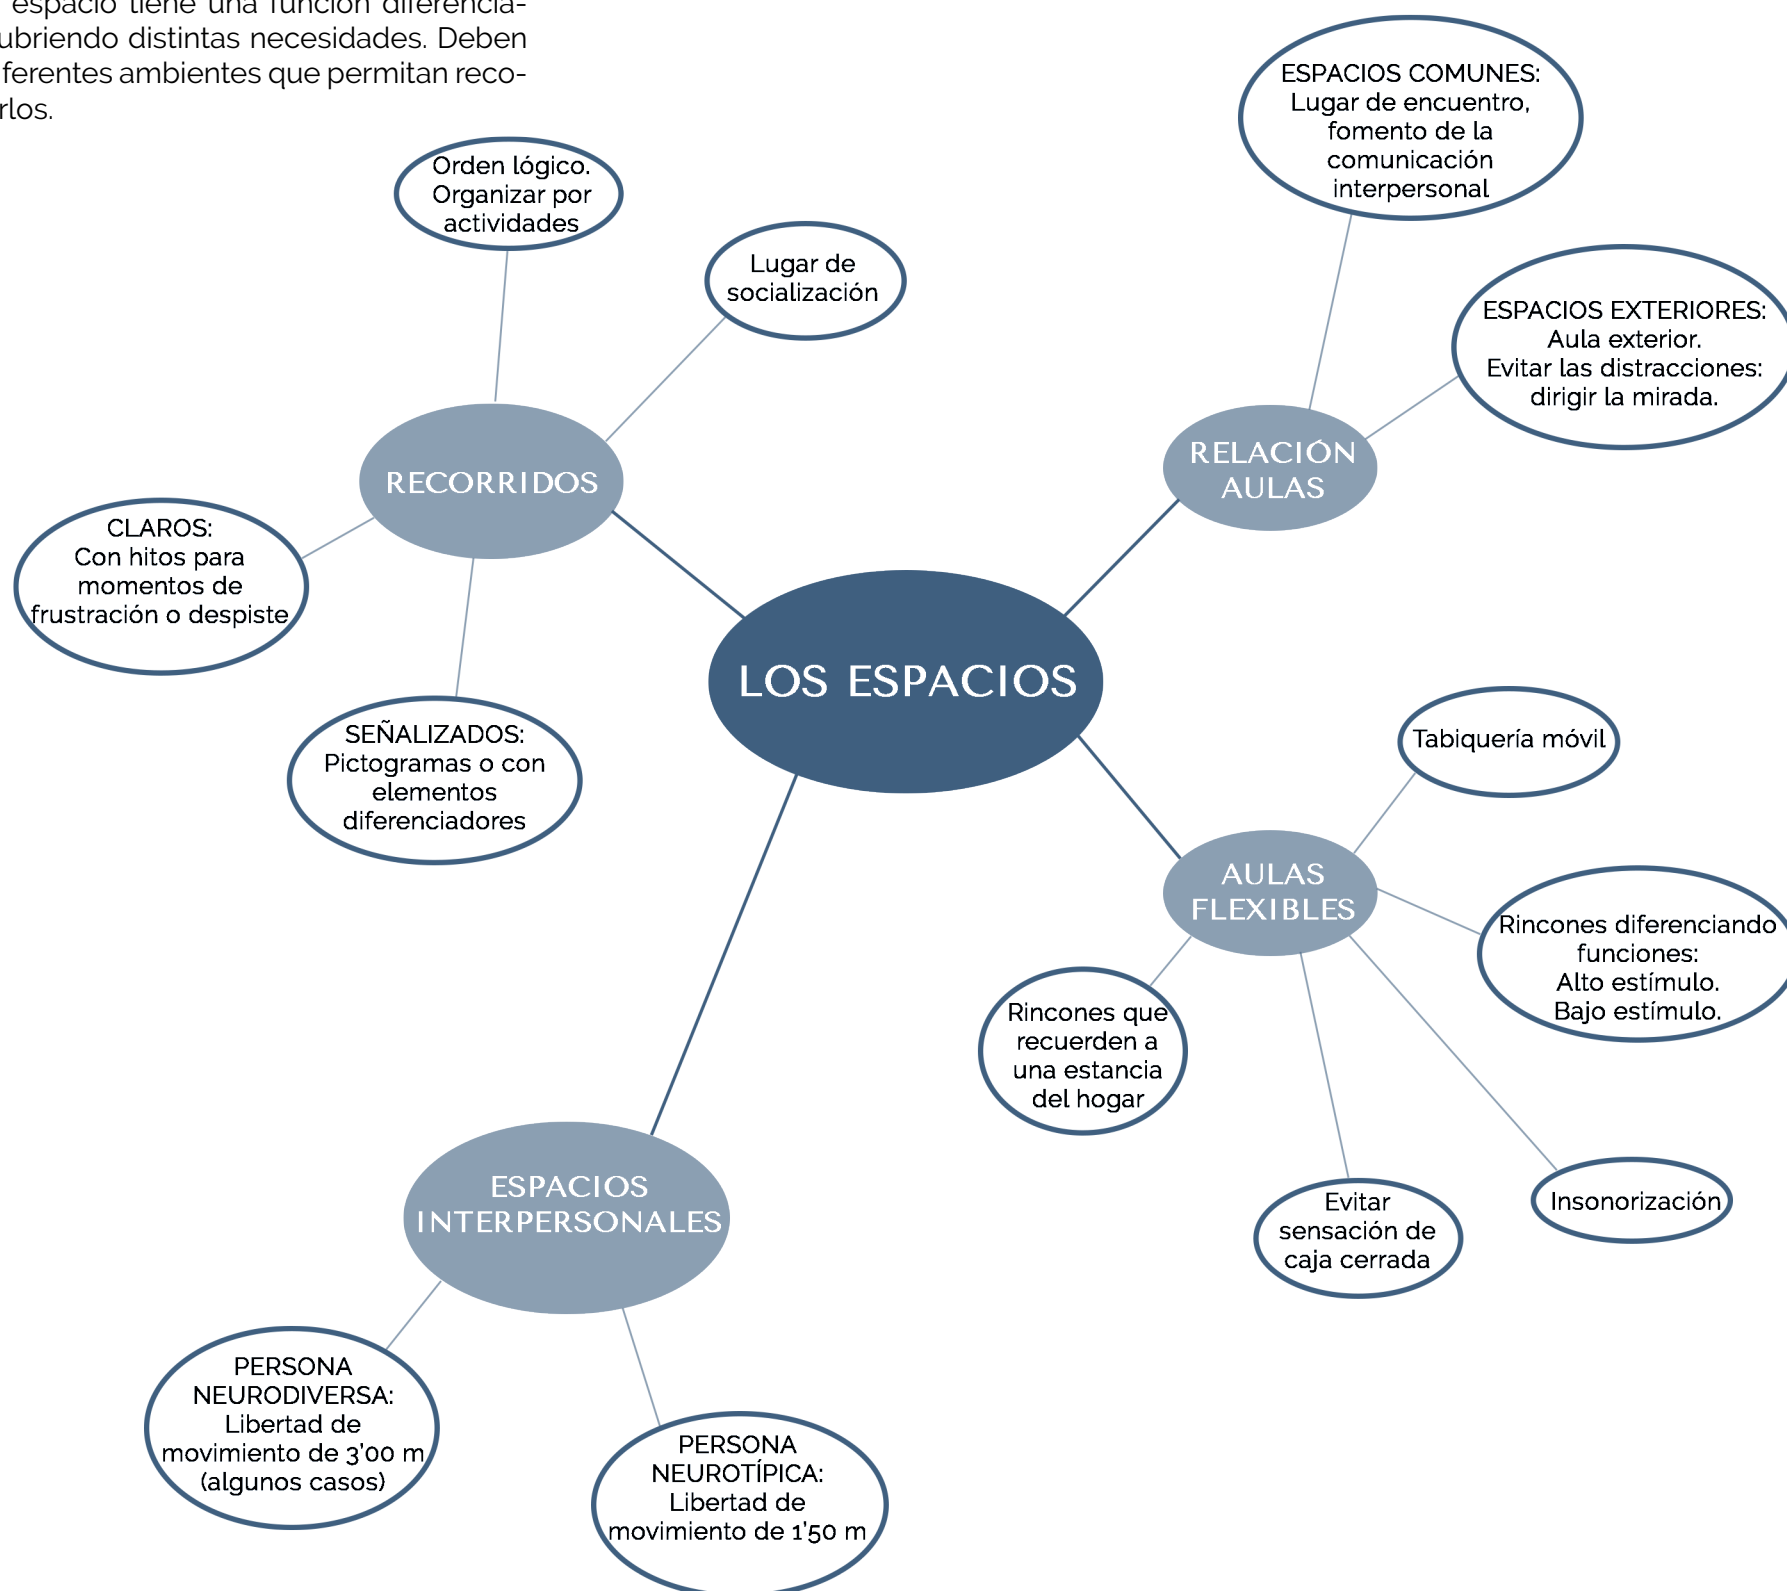 espacio tiene una función diferencia-
ubriendo distintas necesidades. Deben
ferentes ambientes que permitan reco-
rlos.
Orden lógico.
Organizar por
actividades
Lugar de
socialización
RECORRIDOS
CLAROS:
Con hitos para
momentos de
frustración o despiste
SEÑALIZADOS:
Pictogramas o con
elementos
diferenciadores
ESPACIOS COMUNES:
Lugar de encuentro,
fomento de la
comunicación
interpersonal
ESPACIOS EXTERIORES:
Aula exterior.
Evitar las distracciones:
dirigir la mirada.
RELACIÓN
AULAS
LOS ESPACIOS
Tabiquería móvil
AULAS
FLEXIBLES
Rincones diferenciando
funciones:
Alto estímulo.
Bajo estímulo.
Rincones que
recuerden a
una estancia
del hogar
Evitar
sensación de
caja cerrada
Insonorización
ESPACIOS
INTERPERSONALES
PERSONA
NEURODIVERSA:
Libertad de
movimiento de 3'00 m
(algunos casos)
PERSONA
NEUROTÍPICA:
Libertad de
movimiento de 1'50 m